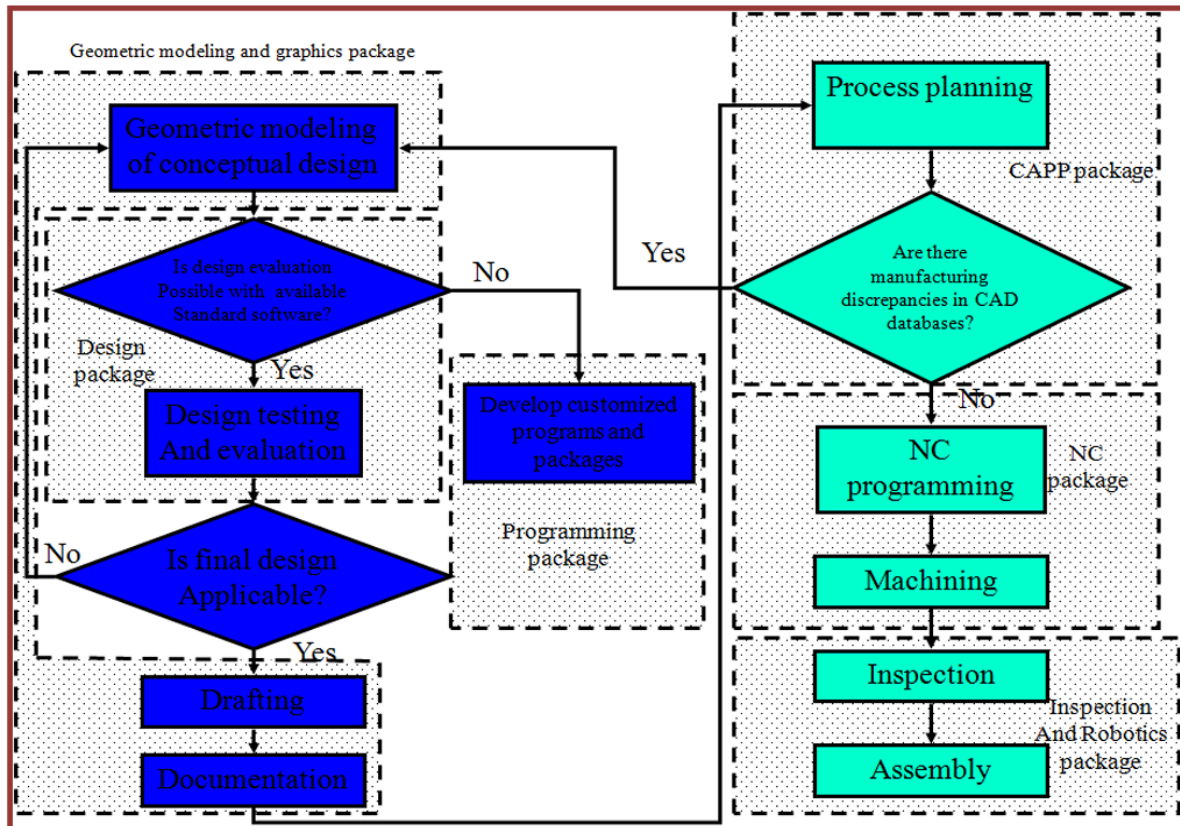 Geometric modeling and graphics package
Geometric modeling
of conceptual design
Is design evaluation
Possible with available
Standard software?
No
Design
package
Yes
Design testing
And evaluation
Develop customized
programs and
packages
Programming
package
No
Is final design
Applicable?
Yes
Drafting
Documentation
Process planning
CAPP package
Yes
Are there
manufacturing
discrepancies in CAD
databases?
No
NC
programming
NC
package
Machining
Inspection
Inspection
And Robotics
package
Assembly